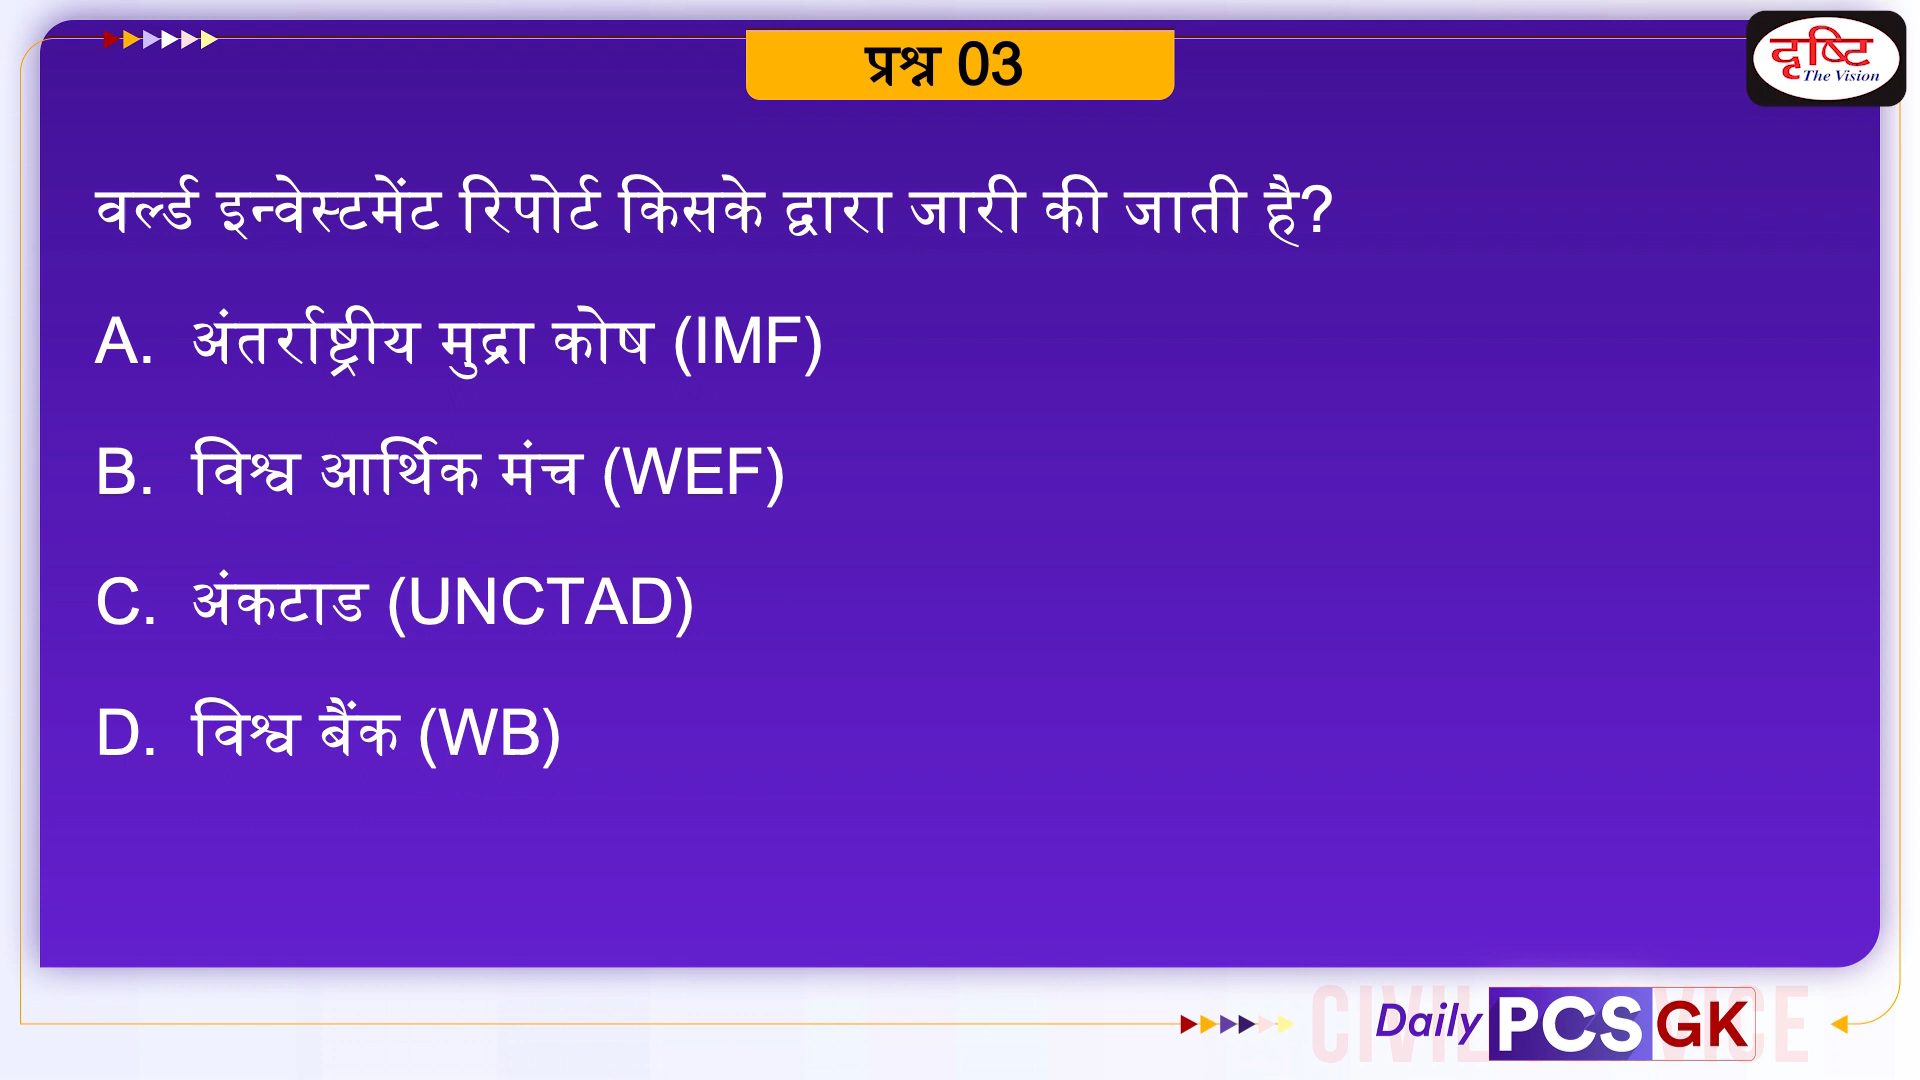 प्रश्न 03
दृष्टि
The Vision
वर्ल्ड इन्वेस्टमेंट रिपोर्ट किसके द्वारा जारी की जाती है?
A. अंतर्राष्ट्रीय मुद्रा कोष (IMF)
B. विश्व आर्थिक मंच (WEF)
C. अंकटाड (UNCTAD)
D. विश्व बैंक (WB)
Daily PCS GK